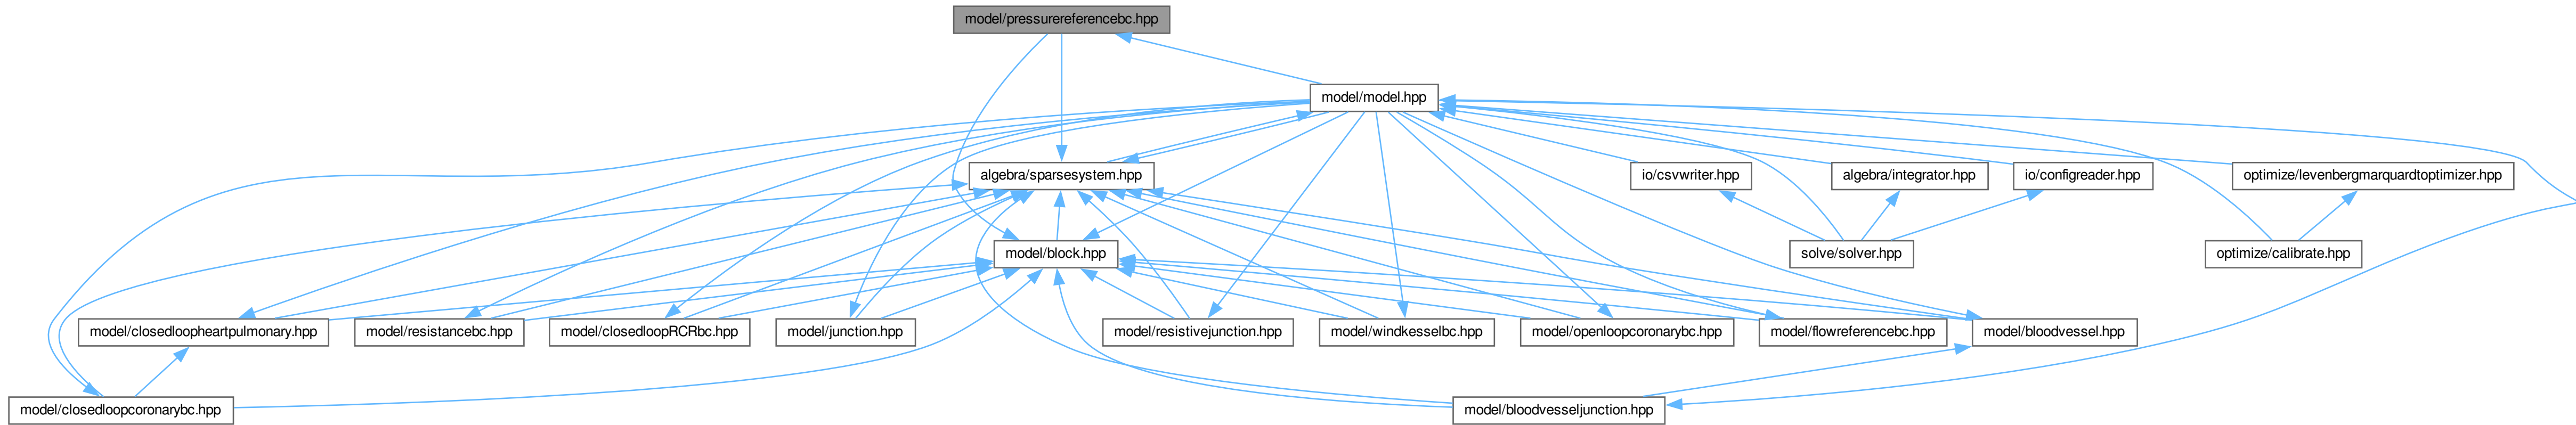 model/pressurereferencebc.hpp
model/model.hpp
algebra/sparsesystem.hpp
io/csvwriter.hpp
algebra/integrator.hpp
io/configreader.hpp
optimize/levenbergmarquardtoptimizer.hpp
model/block.hpp
solve/solver.hpp
optimize/calibrate.hpp
model/closedloopheartpulmonary.hpp
model/resistancebc.hpp
model/closedloopRCRbc.hpp
model/junction.hpp
model/resistivejunction.hpp
model/windkesselbc.hpp
model/openloopcoronarybc.hpp
model/flowreferencebc.hpp
model/bloodvessel.hpp
model/closedloopcoronarybc.hpp
model/bloodvesseljunction.hpp